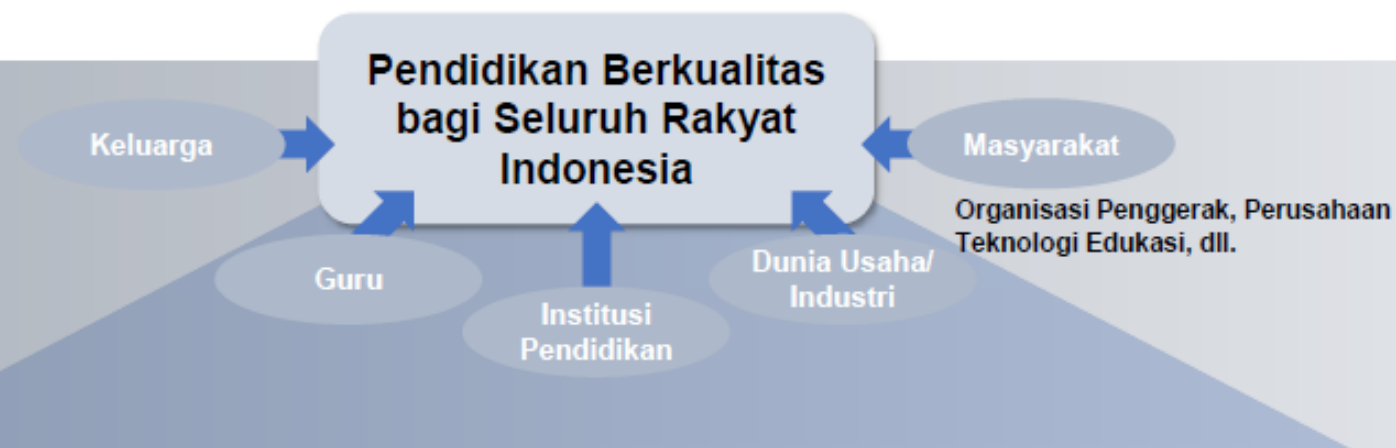 Pendidikan Berkualitas
bagi Seluruh Rakyat
Indonesia
Keluarga
Masyarakat
Organisasi Penggerak, Perusahaan
Teknologi Edukasi, dll.
Guru
Institusi
Pendidikan
Dunia Usaha/
Industri